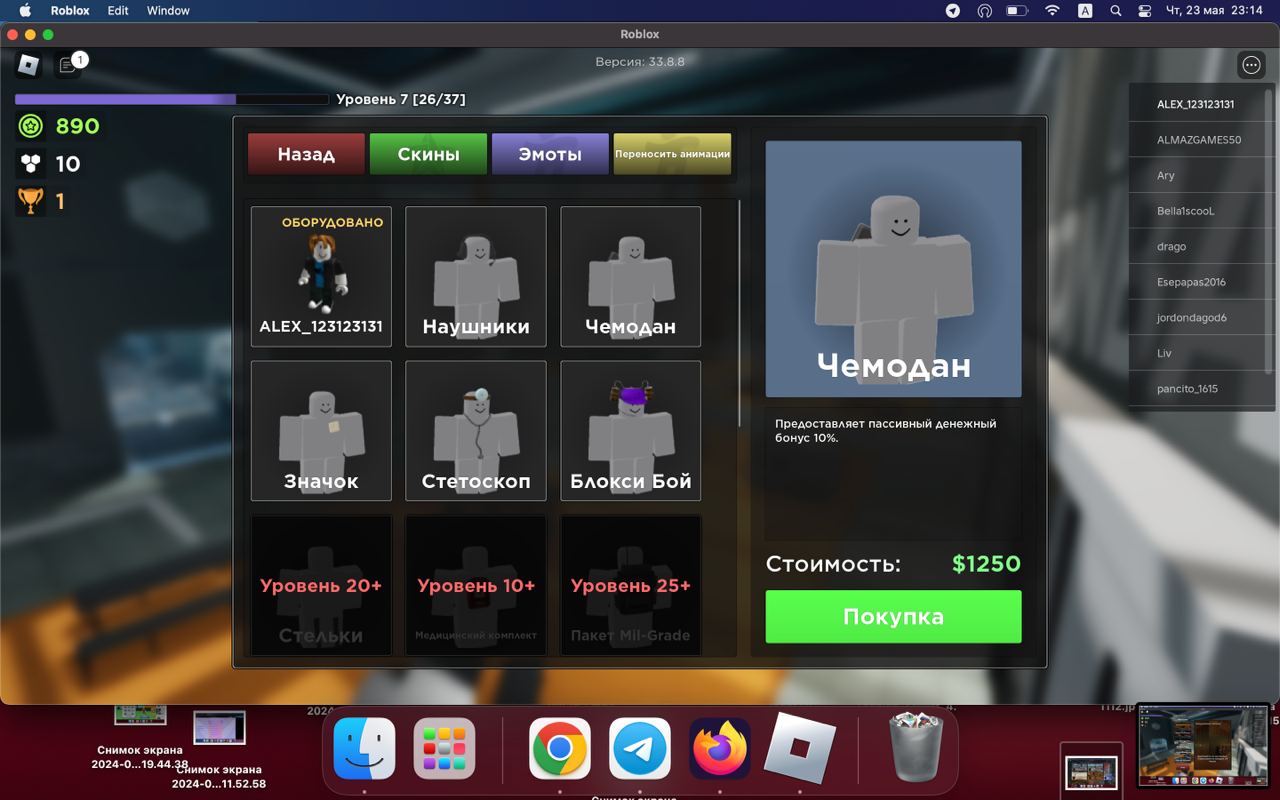 Roblox Edit Window
A
Чт, 23 мая 23:14
Roblox
1
Версия: 33.8.8
Уровень 7 [26/37]
890
10
1
Назад
Скины
Эмоты
Переносить анимации
ОБОРУДОВАНО
ALEX_123123131
Наушники
Чемодан
Значок
Стетоскоп
Блокси Бой
Уровень 20+
Уровень 10+
Уровень 25+
Стельки
Медицинский комплект
Пакет Mil-Grade
Чемодан
Предоставляет пассивный денежный
бонус 10%.
Стоимость: $1250
Покупка
ALEX_123123131
ALMAZGAMES50
Ary
Bella1scooL
drago
Esepapas2016
jordondagod6
Liv
pancito_1615
Снимок экрана
2024-0...19.44.38
Снимок экрана
2024-0...11.52.58